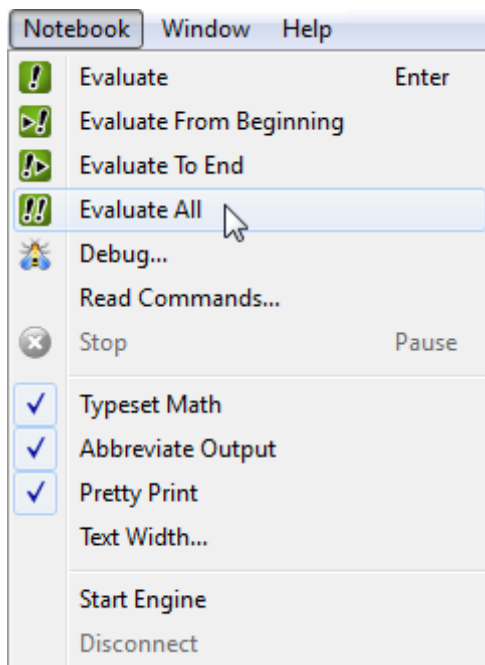 Notebook Window Help
Evaluate Enter
Evaluate From Beginning
Evaluate To End
Evaluate All
Debug...
Read Commands...
Stop Pause
Typeset Math
Abbreviate Output
Pretty Print
Text Width...
Start Engine
Disconnect